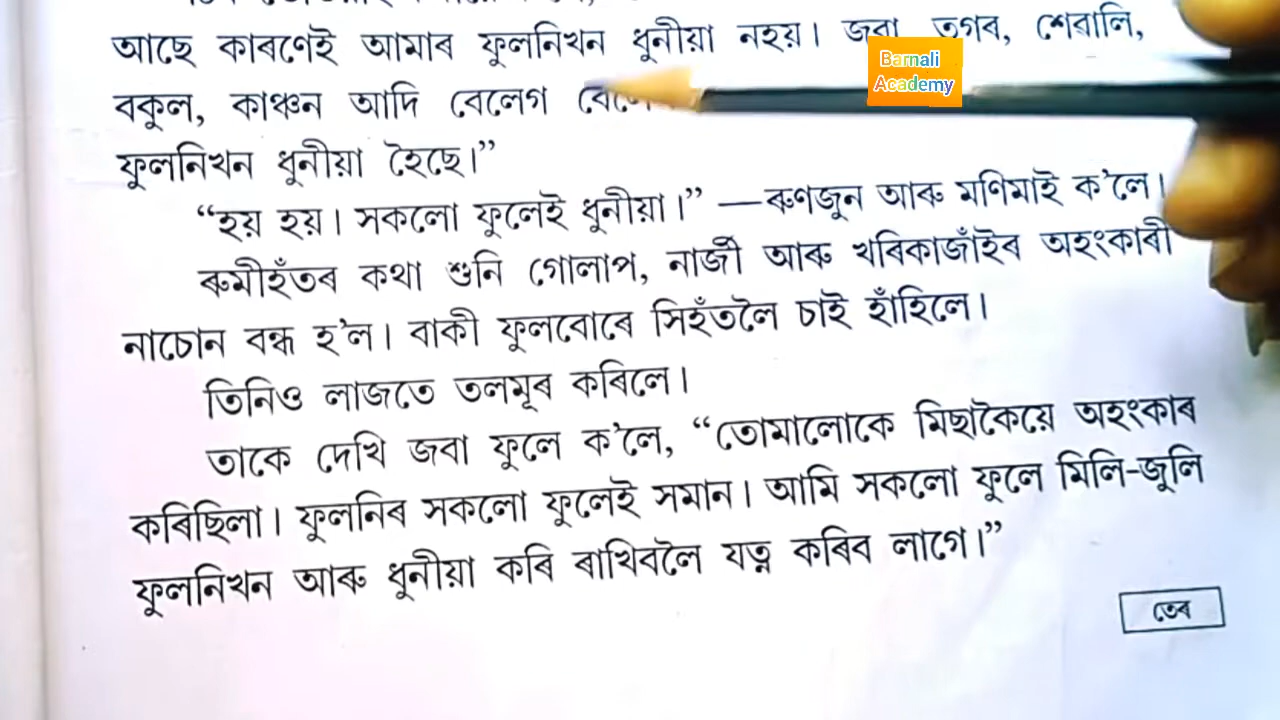 আছে কাৰণেই আমাৰ ফুলনিখন ধুনীয়া নহয়। জবা তগৰ, শেৱালি,
Barnali
Academy
বকুল, কাঞ্চন আদি বেলেগ
ফুলনিখন ধুনীয়া হৈছে।”
“হয় হয়। সকলো ফুলেই ধুনীয়া।” —ৰুণজুন আৰু মণিমাই ক’লে।
ৰুমীহঁতৰ কথা শুনি গোলাপ, নাৰ্জী আৰু খৰিকাজাঁইৰ অহংকাৰী
নাচোন বন্ধ হ’ল। বাকী ফুলবোৰে সিহঁতলৈ চাই হাঁহিলে।
তিনিও লাজতে তলমূৰ কৰিলে।
তাকে দেখি জবা ফুলে ক’লে, “তোমালোকে মিছাকৈয়ে অহংকাৰ
কৰিছিলা। ফুলনিৰ সকলো ফুলেই সমান। আমি সকলো ফুলে মিলি-জুলি
ফুলনিখন আৰু ধুনীয়া কৰি ৰাখিবলৈ যত্ন কৰিব লাগে।”
তেৰ